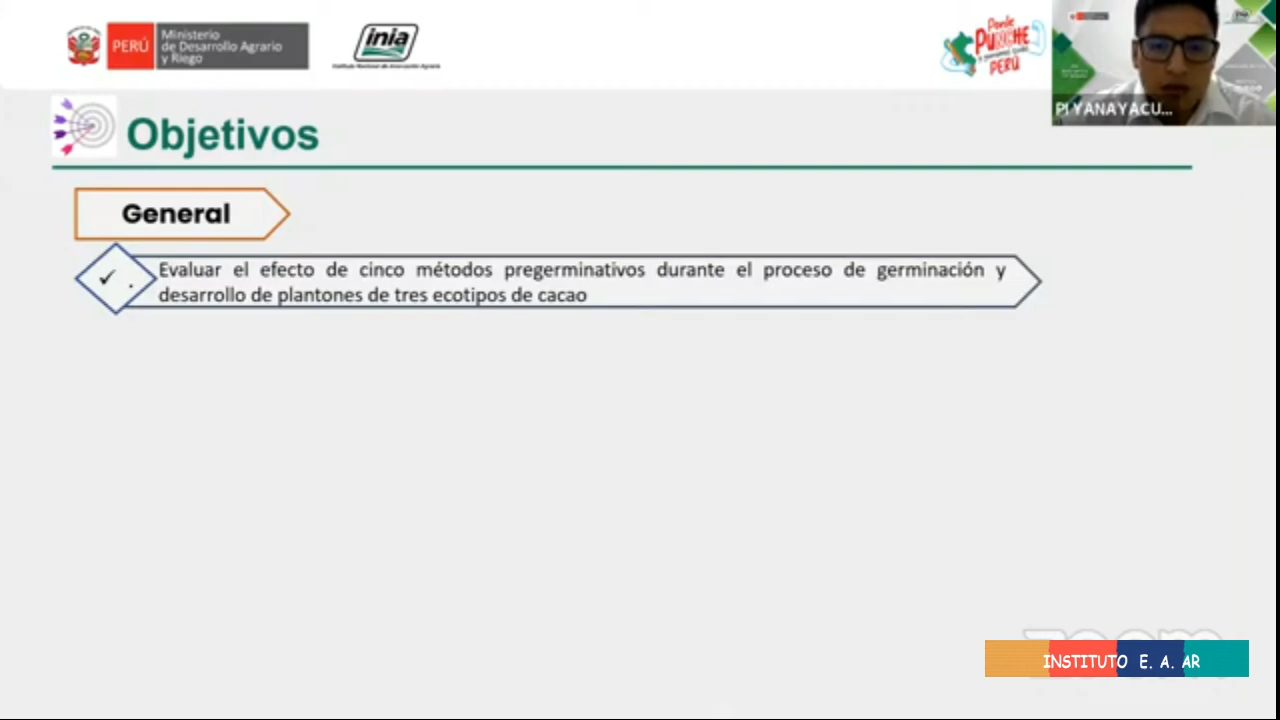 PERÚ
Ministerio
de Desarrollo Agrario
y Riego
inia
Instituto Nacional de Innovación Agraria
PUNCHE
PERÚ
PI YANAYACU...
Objetivos
General
✓ .
Evaluar el efecto de cinco métodos pregerminativos durante el proceso de germinación y
desarrollo de plantones de tres ecotipos de cacao
zoom
INSTITUTO E. A. AR